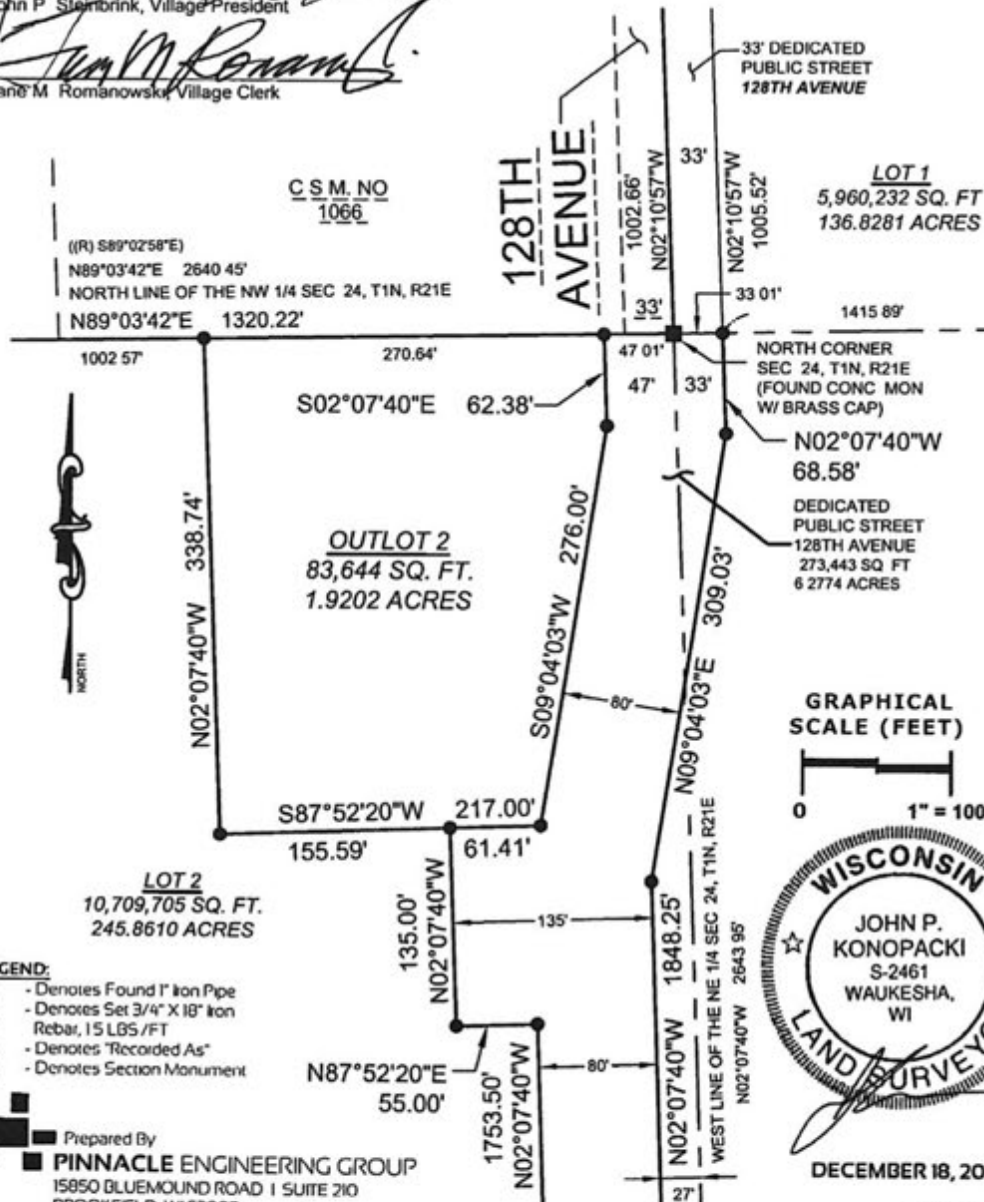 John P Steinbrink, Village President
ane M Romanowski, Village Clerk
33' DEDICATED
PUBLIC STREET
128TH AVENUE
128TH
AVENUE
C S M. NO
1066
1002.66'
N02°10'57"W
33'
N02°10'57"W
1005.52'
LOT 1
5,960,232 SQ. FT
136.8281 ACRES
((R) S89°02'58"E)
N89°03'42"E 2640 45'
NORTH LINE OF THE NW 1/4 SEC 24, T1N, R21E
N89°03'42"E 1320.22'
33'
33 01'
1415 89'
1002 57'
270.64'
47 01'
47'
33'
NORTH CORNER
SEC 24, T1N, R21E
(FOUND CONC MON
W/ BRASS CAP)
S02°07'40"E 62.38'
N02°07'40"W
68.58'
DEDICATED
PUBLIC STREET
128TH AVENUE
273,443 SQ FT
6 2774 ACRES
NORTH
338.74'
N02°07'40"W
OUTLOT 2
83,644 SQ. FT.
1.9202 ACRES
276.00'
S09°04'03"W
309.03'
N09°04'03"E
80'
GRAPHICAL
SCALE (FEET)
0 1" = 100
S87°52'20"W 217.00'
155.59' 61.41'
LOT 2
10,709,705 SQ. FT.
245.8610 ACRES
135.00'
N02°07'40"W
135'
1848.25'
N02°07'40"W
WEST LINE OF THE NE 1/4 SEC 24, T1N, R21E
N02°07'40"W 2643 95'
WISCONSIN
JOHN P.
KONOPACKI
S-2461
WAUKESHA,
WI
LAND SURVEYO
GEND:
- Denotes Found 1" Iron Pipe
- Denotes Set 3/4" X 18" Iron
Rebar, 1 5 LBS /FT
- Denotes "Recorded As"
- Denotes Section Monument
N87°52'20"E
55.00'
1753.50'
N02°07'40"W
80'
27'
Prepared By
PINNACLE ENGINEERING GROUP
15850 BLUEMOUND ROAD | SUITE 210
DECEMBER 18, 20